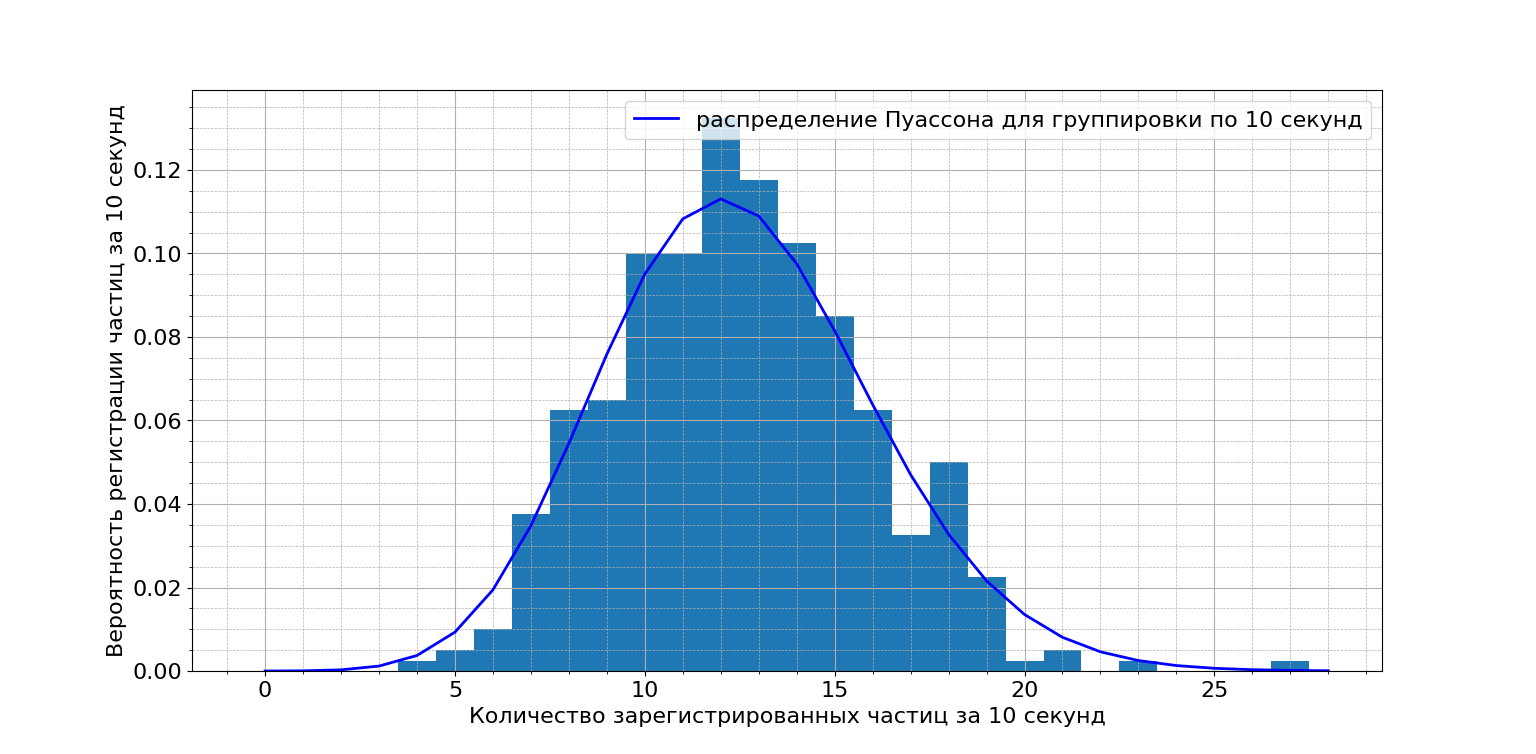 распределение Пуассона для группировки по 10 секунд
Вероятность регистрации частиц за 10 секунд
0.12
0.10
0.08
0.06
0.04
0.02
0.00
0 5 10 15 20 25
Количество зарегистрированных частиц за 10 секунд